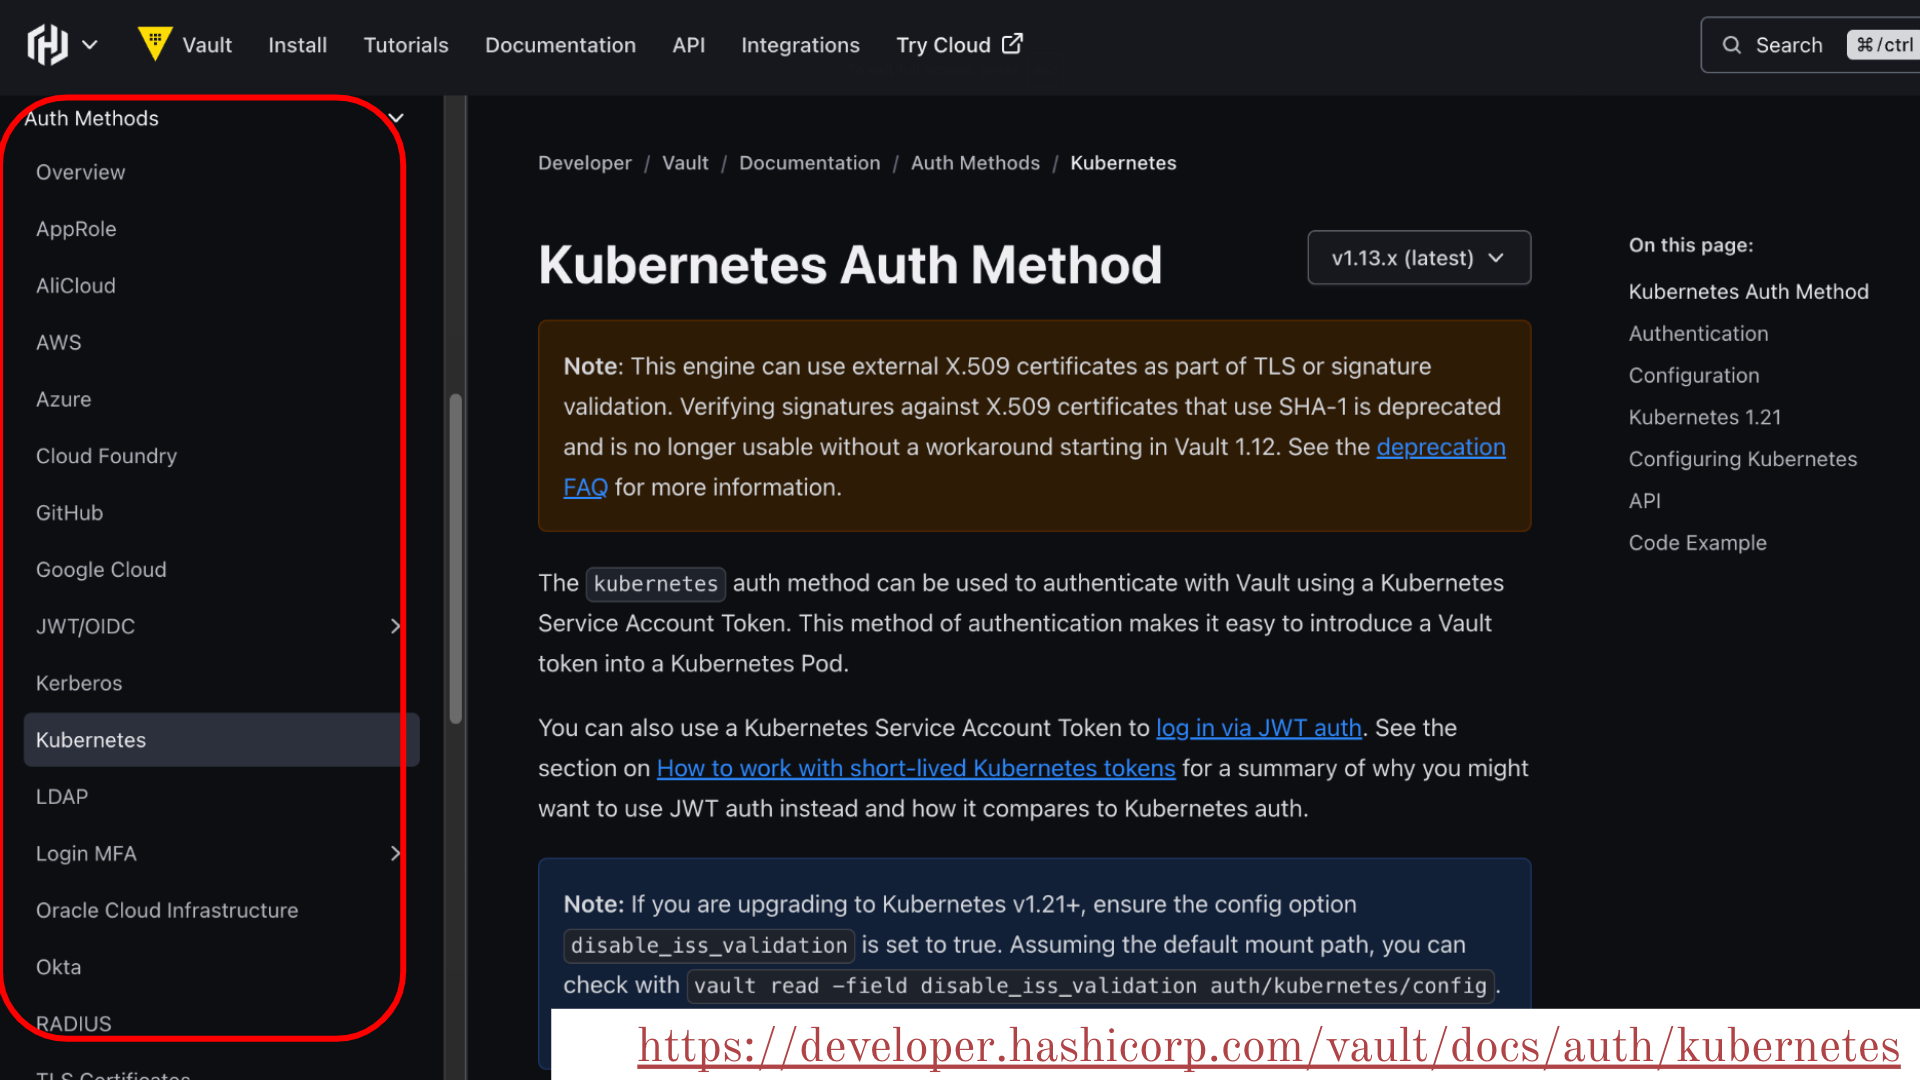 Vault Install Tutorials Documentation API Integrations Try Cloud Search ⌘/ctrl
Auth Methods
Overview
AppRole
AliCloud
AWS
Azure
Cloud Foundry
GitHub
Google Cloud
JWT/OIDC
Kerberos
Kubernetes
LDAP
Login MFA
Oracle Cloud Infrastructure
Okta
RADIUS
TLS Certificates
Developer / Vault / Documentation / Auth Methods / Kubernetes
Kubernetes Auth Method
v1.13.x (latest)
Note: This engine can use external X.509 certificates as part of TLS or signature
validation. Verifying signatures against X.509 certificates that use SHA-1 is deprecated
and is no longer usable without a workaround starting in Vault 1.12. See the deprecation
FAQ for more information.
The kubernetes auth method can be used to authenticate with Vault using a Kubernetes
Service Account Token. This method of authentication makes it easy to introduce a Vault
token into a Kubernetes Pod.
You can also use a Kubernetes Service Account Token to log in via JWT auth. See the
section on How to work with short-lived Kubernetes tokens for a summary of why you might
want to use JWT auth instead and how it compares to Kubernetes auth.
Note: If you are upgrading to Kubernetes v1.21+, ensure the config option
disable_iss_validation is set to true. Assuming the default mount path, you can
check with vault read -field disable_iss_validation auth/kubernetes/config.
On this page:
Kubernetes Auth Method
Authentication
Configuration
Kubernetes 1.21
Configuring Kubernetes
API
Code Example
https://developer.hashicorp.com/vault/docs/auth/kubernetes